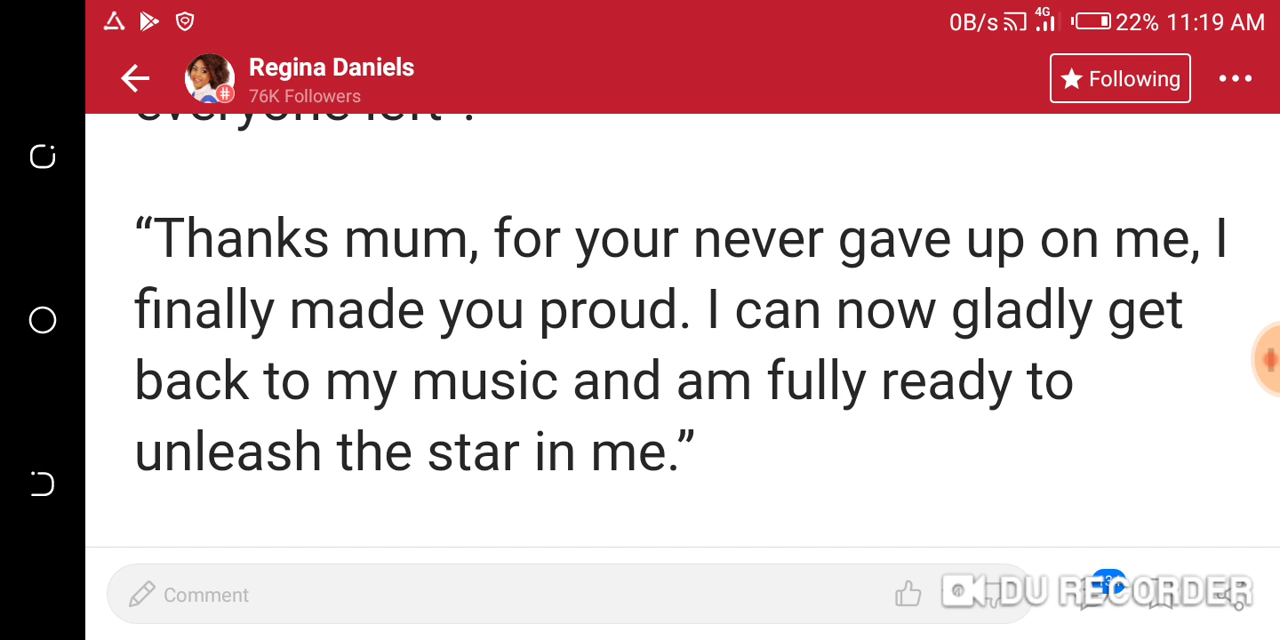 0B/s 4G 22% 11:19 AM
Regina Daniels
76K Followers
Following
everyone left".
“Thanks mum, for your never gave up on me, I
finally made you proud. I can now gladly get
back to my music and am fully ready to
unleash the star in me.”
Comment
DU RECORDER